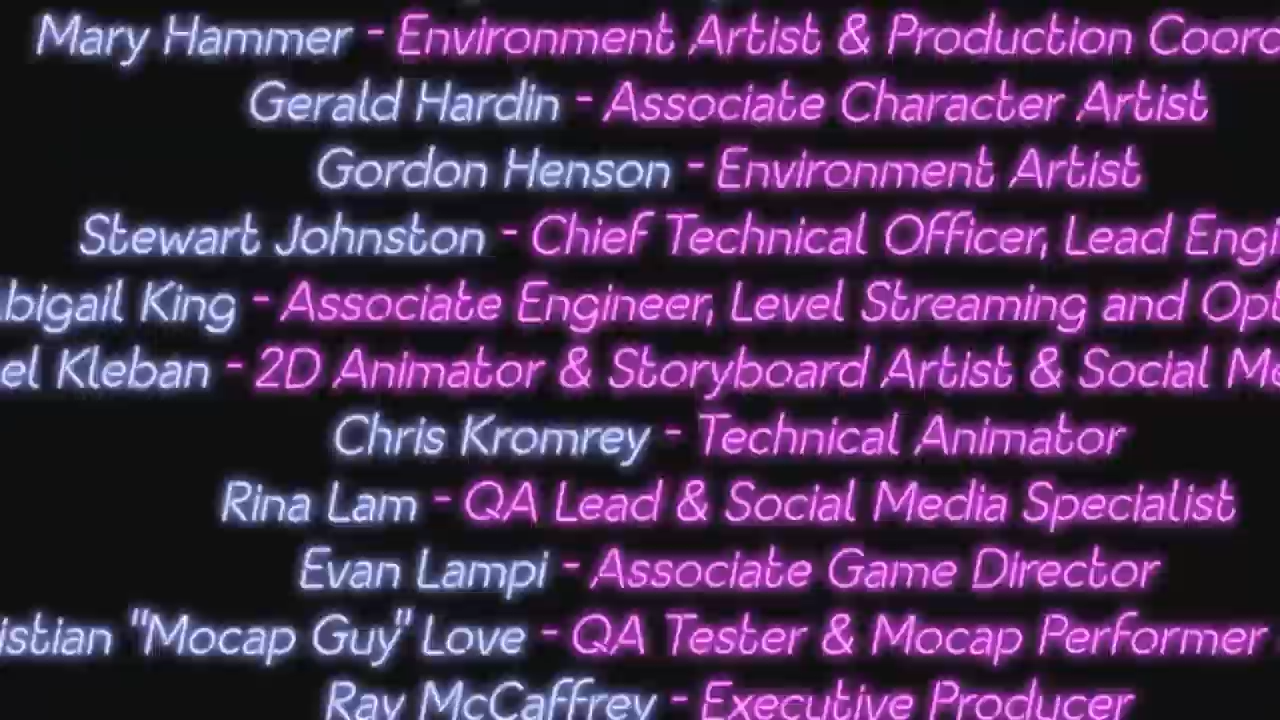 Mary Hammer - Environment Artist & Production Coord
Gerald Hardin - Associate Character Artist
Gordon Henson - Environment Artist
Stewart Johnston - Chief Technical Officer, Lead Engi
bigail King - Associate Engineer, Level Streaming and Opt
el Kleban - 2D Animator & Storyboard Artist & Social Me
Chris Kromrey - Technical Animator
Rina Lam - QA Lead & Social Media Specialist
Evan Lampi - Associate Game Director
istian "Mocap Guy" Love - QA Tester & Mocap Performer
Ray McCaffrey - Executive Producer